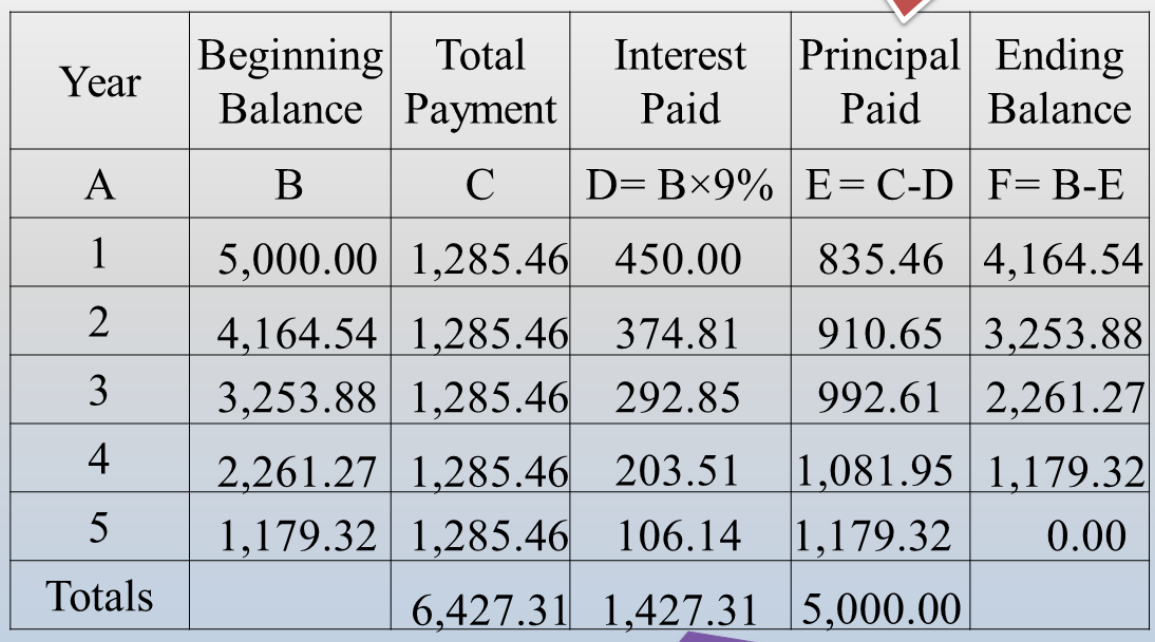 Year Beginning Balance Total Payment Interest Paid Principal Paid Ending Balance
A B C D= B×9% E= C-D F= B-E
1 5,000.00 1,285.46 450.00 835.46 4,164.54
2 4,164.54 1,285.46 374.81 910.65 3,253.88
3 3,253.88 1,285.46 292.85 992.61 2,261.27
4 2,261.27 1,285.46 203.51 1,081.95 1,179.32
5 1,179.32 1,285.46 106.14 1,179.32 0.00
Totals 6,427.31 1,427.31 5,000.00